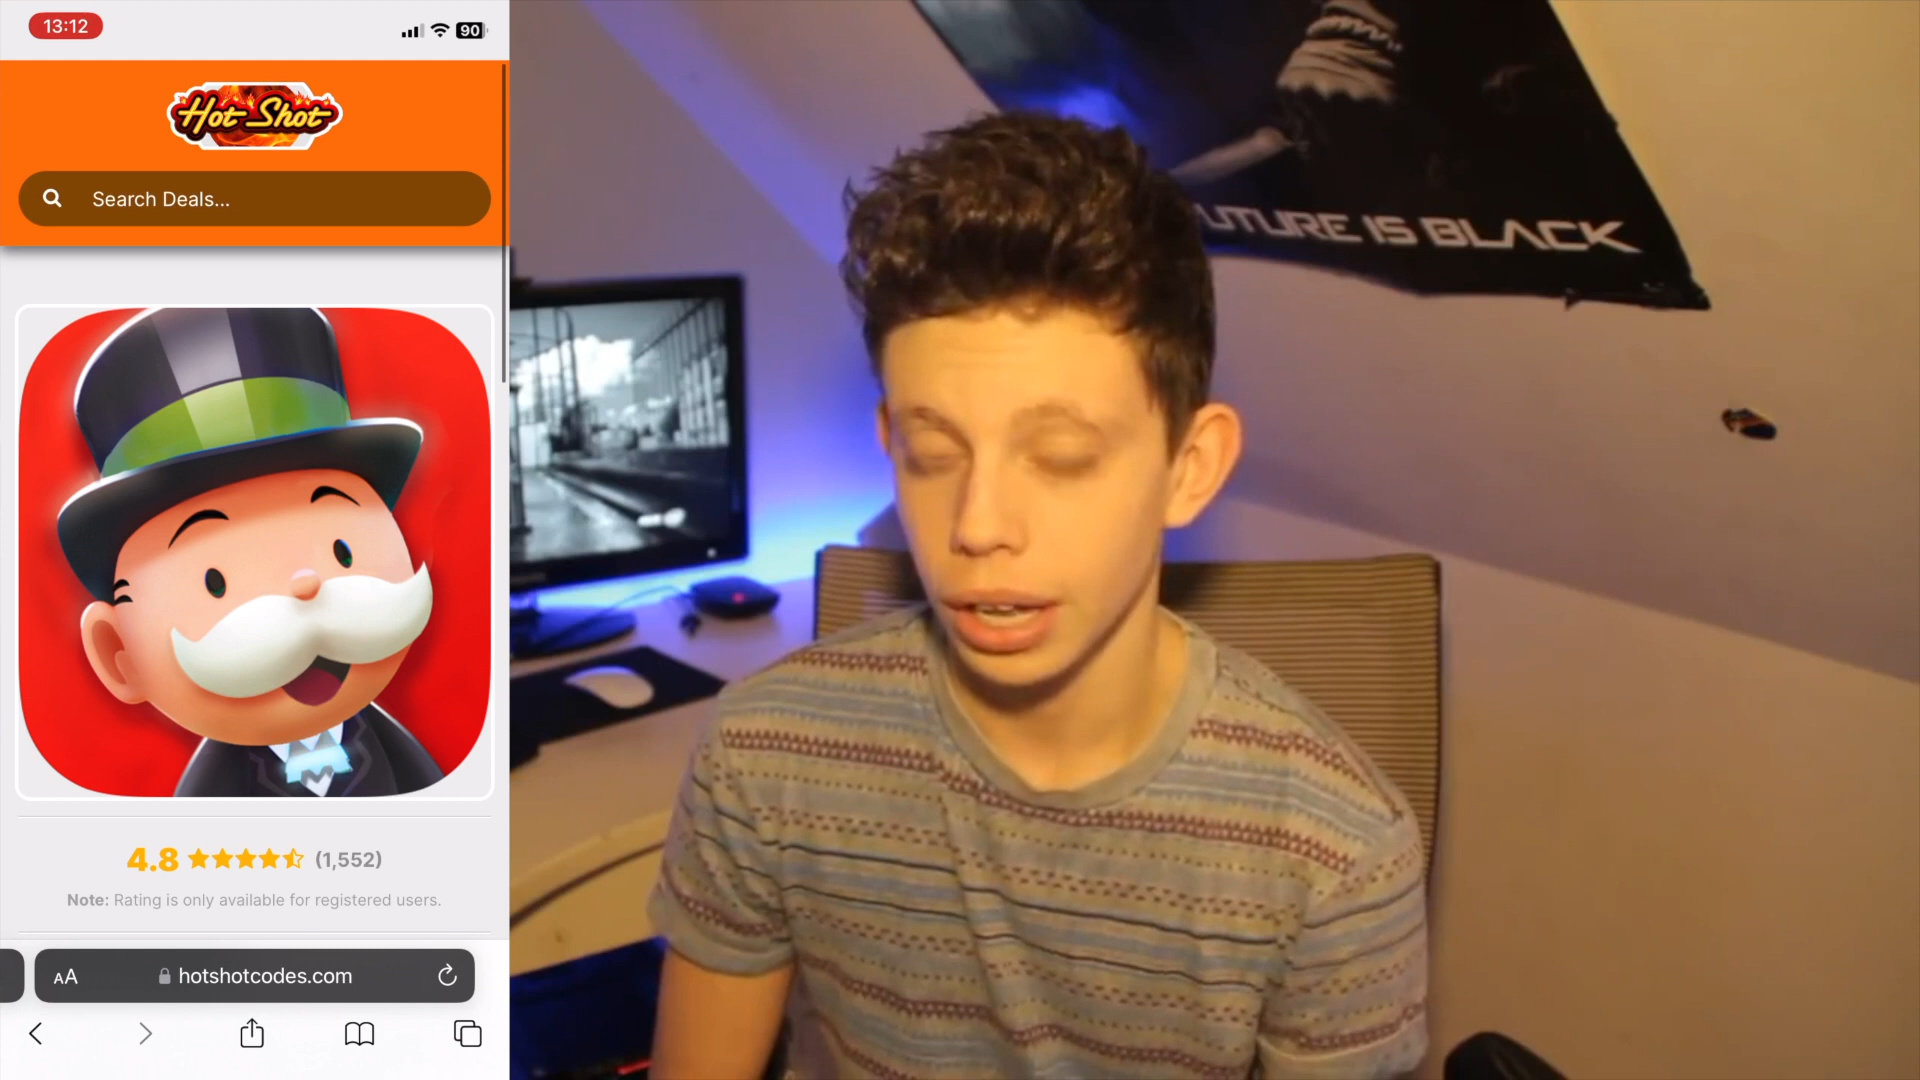 13:12
90
Hot Shot
Search Deals...
4.8 (1,552)
Note: Rating is only available for registered users.
AA hotshotcodes.com
UTURE IS BLACK